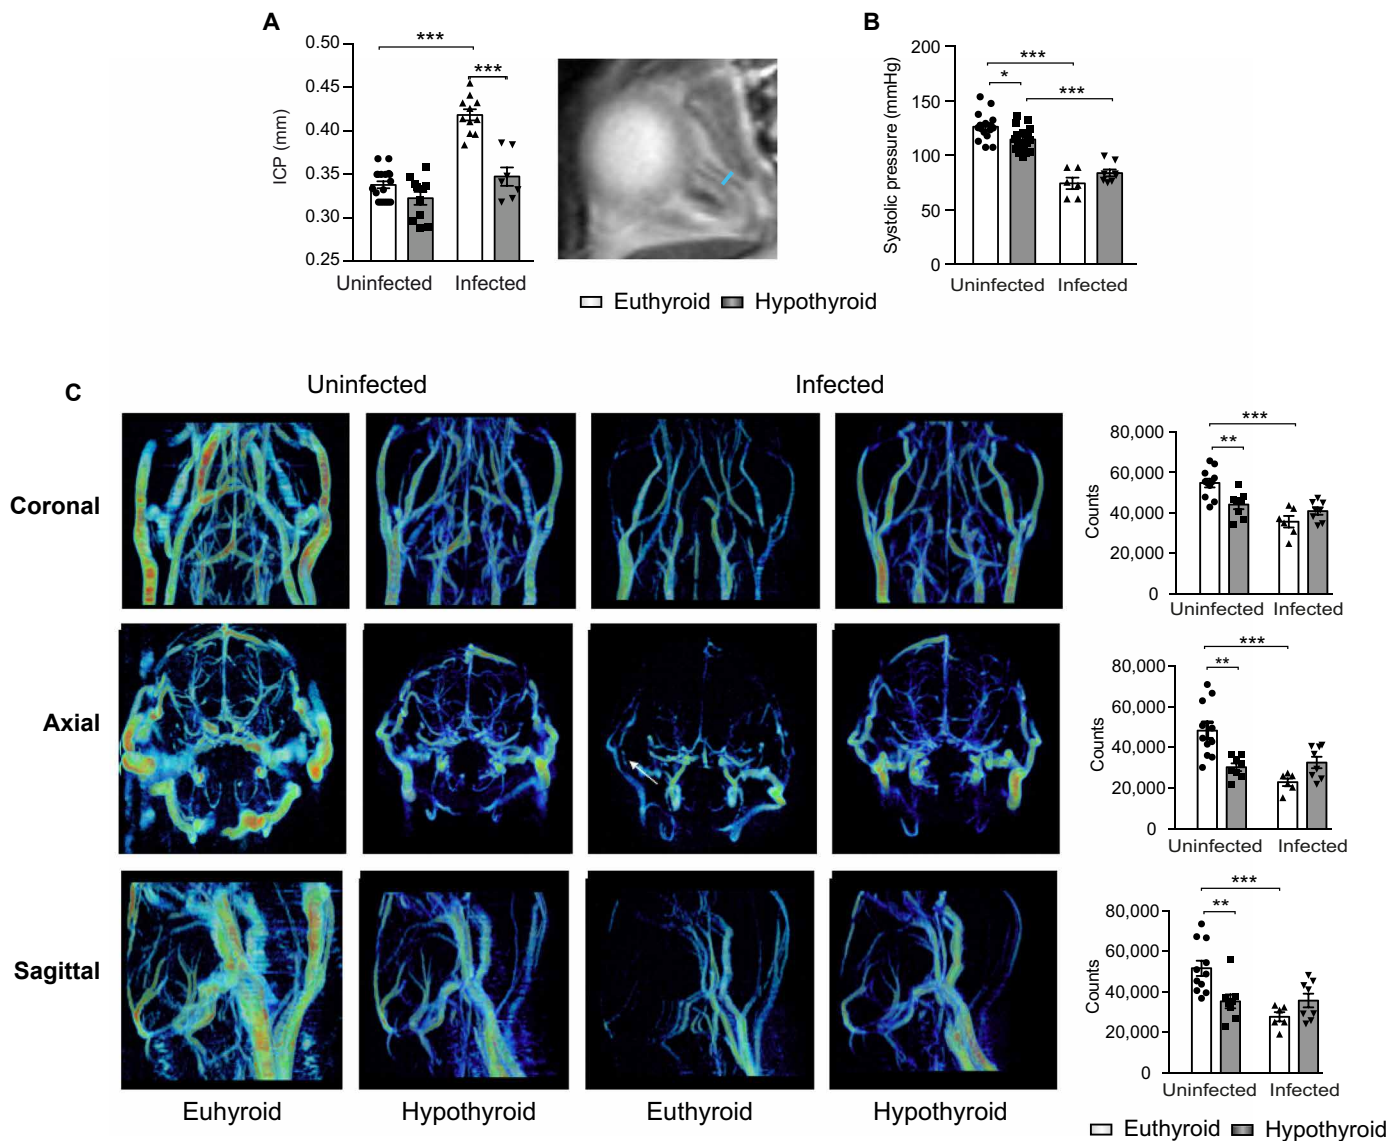 A
B
0.50
0.45
0.40
0.35
0.30
0.25
ICP (mm)
***
***
Uninfected Infected
200
150
100
50
0
Systolic pressure (mmHg)
***
*
***
Uninfected Infected
Euthyroid Hypothyroid
C
Uninfected Infected
Coronal
80,000
60,000
40,000
20,000
0
Counts
***
**
Uninfected Infected
Axial
80,000
60,000
40,000
20,000
0
Counts
***
**
Uninfected Infected
Sagittal
80,000
60,000
40,000
20,000
0
Counts
***
**
Uninfected Infected
Euhyroid Hypothyroid Euthyroid Hypothyroid
Euthyroid Hypothyroid